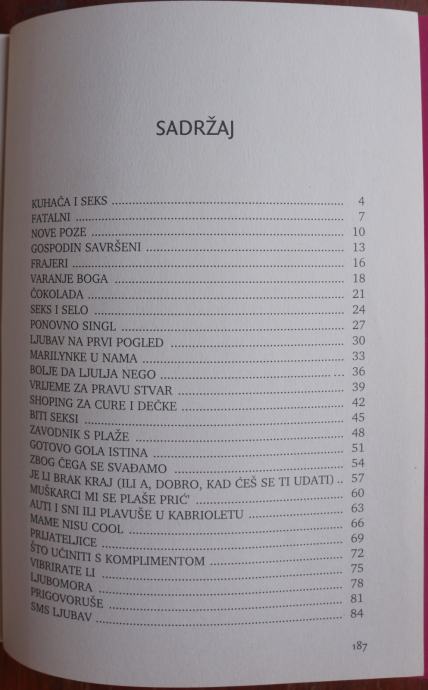 SADRŽAJ
KUHAČA I SEKS ........................................ 4
FATALNI ........................................ 7
NOVE POZE ........................................ 10
GOSPODIN SAVRŠENI ........................................ 13
FRAJERI ........................................ 16
VARANJE BOGA ........................................ 18
ČOKOLADA ........................................ 21
SEKS I SELO ........................................ 24
PONOVNO SINGL ........................................ 27
LJUBAV NA PRVI POGLED ........................................ 30
MARILYNKE U NAMA ........................................ 33
BOLJE DA LJULJA NEGO ........................................ 36
VRIJEME ZA PRAVU STVAR ........................................ 39
SHOPING ZA CURE I DEČKE ........................................ 42
BITI SEKSI ........................................ 45
ZAVODNIK S PLAŽE ........................................ 48
GOTOVO GOLA ISTINA ........................................ 51
ZBOG ČEGA SE SVAĐAMO ........................................ 54
JE LI BRAK KRAJ (ILI A, DOBRO, KAD ĆEŠ SE TI UDATI) .. 57
MUŠKARCI MI SE PLAŠE PRIĆ' ........................................ 60
AUTI I SNI ILI PLAVUŠE U KABRIOLETU ........................................ 63
MAME NISU COOL ........................................ 66
PRIJATELJICE ........................................ 69
ŠTO UČINITI S KOMPLIMENTOM ........................................ 72
VIBRIRATE LI ........................................ 75
LJUBOMORA ........................................ 78
PRIGOVORUŠE ........................................ 81
SMS LJUBAV ........................................ 84
187